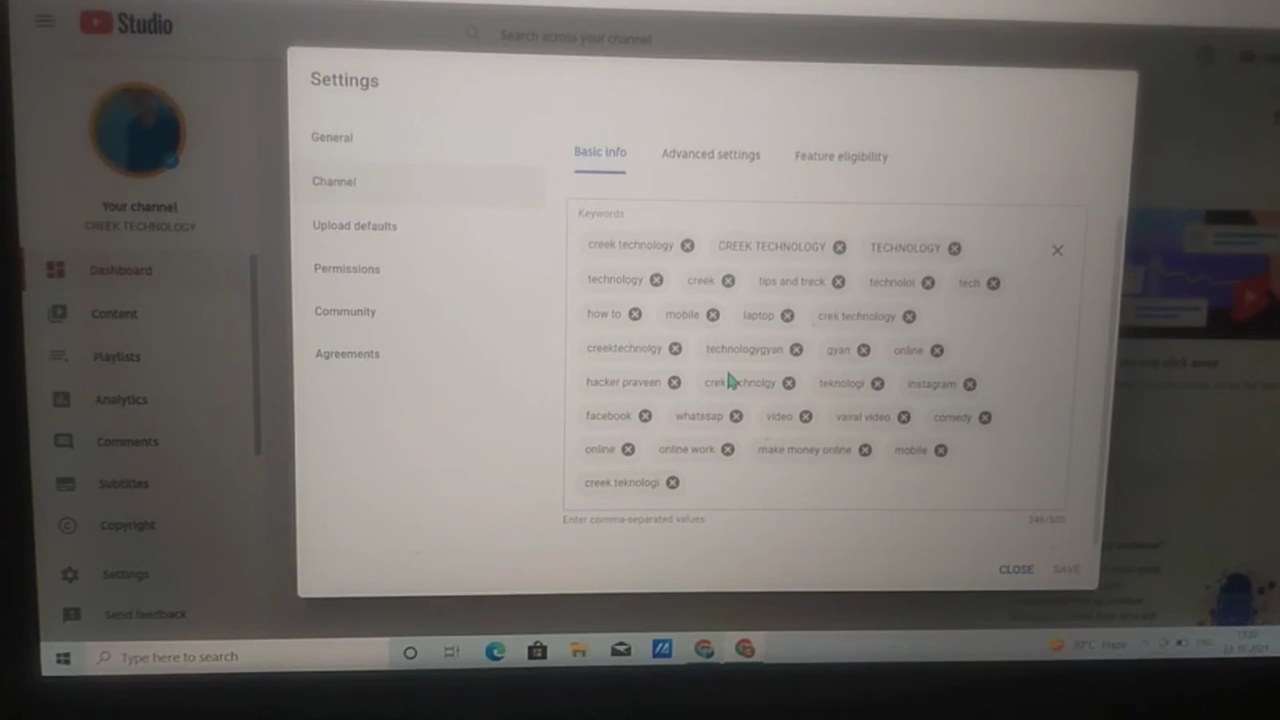 Studio
Search across your channel
Your channel
CREEK TECHNOLOGY
Dashboard
Content
Playlists
Analytics
Comments
Subtitles
Copyright
Settings
Send feedback
Settings
General
Channel
Upload defaults
Permissions
Community
Agreements
Basic info Advanced settings Feature eligibility
Keywords
creek technology CREEK TECHNOLOGY TECHNOLOGY
technology creek tips and treck technoloi tech
how to mobile laptop crek technology
creektechnolgy technologygyan gyan online
hacker praveen teknologi instagram
facebook whatssap video vairal video comedy
online online work make money online mobile
creek teknologi
Enter comma-separated values
CLOSE SAVE
Type here to search
30°C Haze